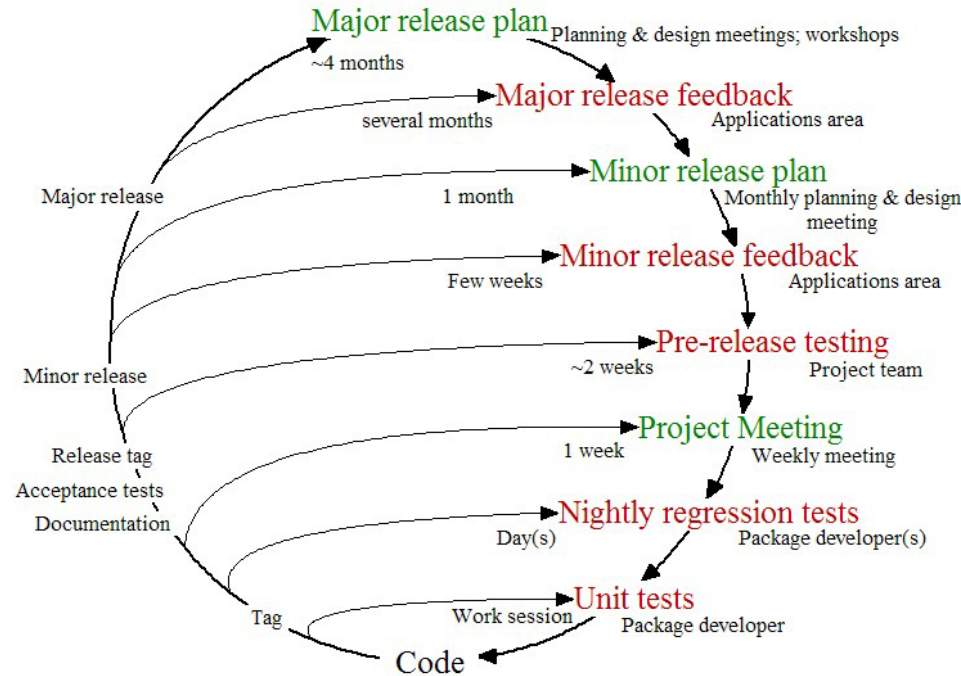 Major release plan
Planning & design meetings; workshops
~4 months
Major release feedback
several months
Applications area
Minor release plan
Major release
1 month
Monthly planning & design
meeting
Minor release feedback
Few weeks
Applications area
Pre-release testing
~2 weeks
Project team
Minor release
Project Meeting
1 week
Weekly meeting
Release tag
Acceptance tests
Documentation
Nightly regression tests
Day(s)
Package developer(s)
Unit tests
Tag
Work session
Package developer
Code